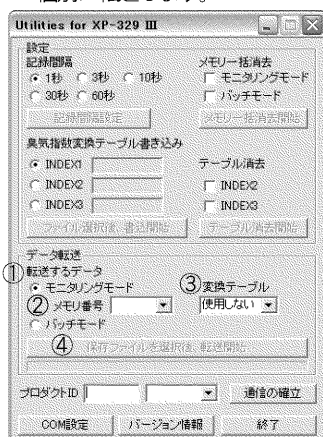 Utilities for XP-329 Ⅲ
設定
記録間隔
1秒 3秒 10秒
30秒 60秒
記録間隔設定
メモリ一括消去
モニタリングモード
バッチモード
メモリ一括消去開始
臭気指数変換テーブル書き込み
INDEX1
INDEX2
INDEX3
ファイル選択後、書込開始
テーブル消去
INDEX2
INDEX3
テーブル消去開始
データ転送
①転送するデータ
モニタリングモード
②メモリ番号
バッチモード
③変換テーブル
使用しない
④保存ファイルを選択後、転送開始
プロダクトID
通信の確立
COM設定 バージョン情報 終了